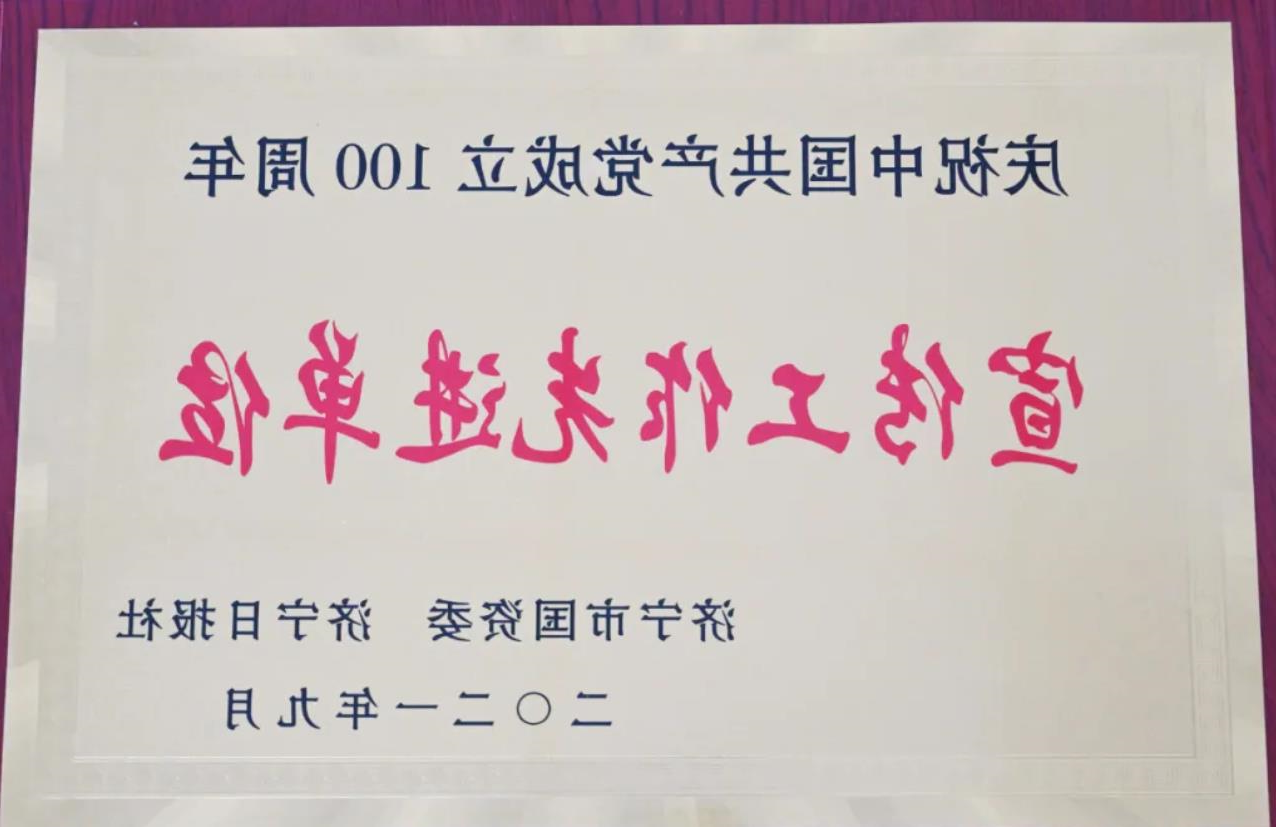 庆祝中国共产党成立100周年
宣传工作先进单位
济宁市国资委 济宁日报社
二〇二一年九月